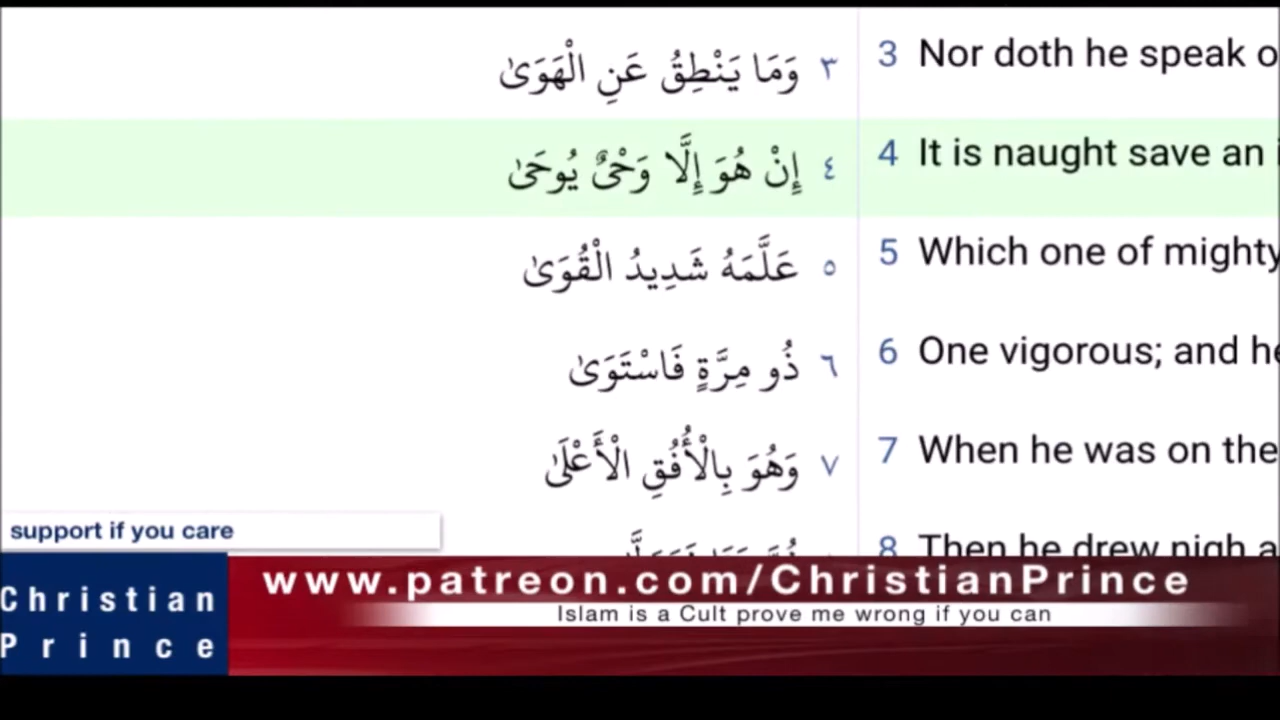 ٣ وَمَا يَنْطِقُ عَنِ الْهَوَىٰ
3 Nor doth he speak o
٤ إِنْ هُوَ إِلَّا وَحْىٌ يُوحَىٰ
4 It is naught save an i
٥ عَلَّمَهُ شَدِيدُ الْقُوَىٰ
5 Which one of mighty
٦ ذُو مِرَّةٍ فَاسْتَوَىٰ
6 One vigorous; and he
٧ وَهُوَ بِالْأُفُقِ الْأَعْلَىٰ
7 When he was on the
8 Then he drew nigh a
support if you care
Christian
Prince
www.patreon.com/ChristianPrince
Islam is a Cult prove me wrong if you can